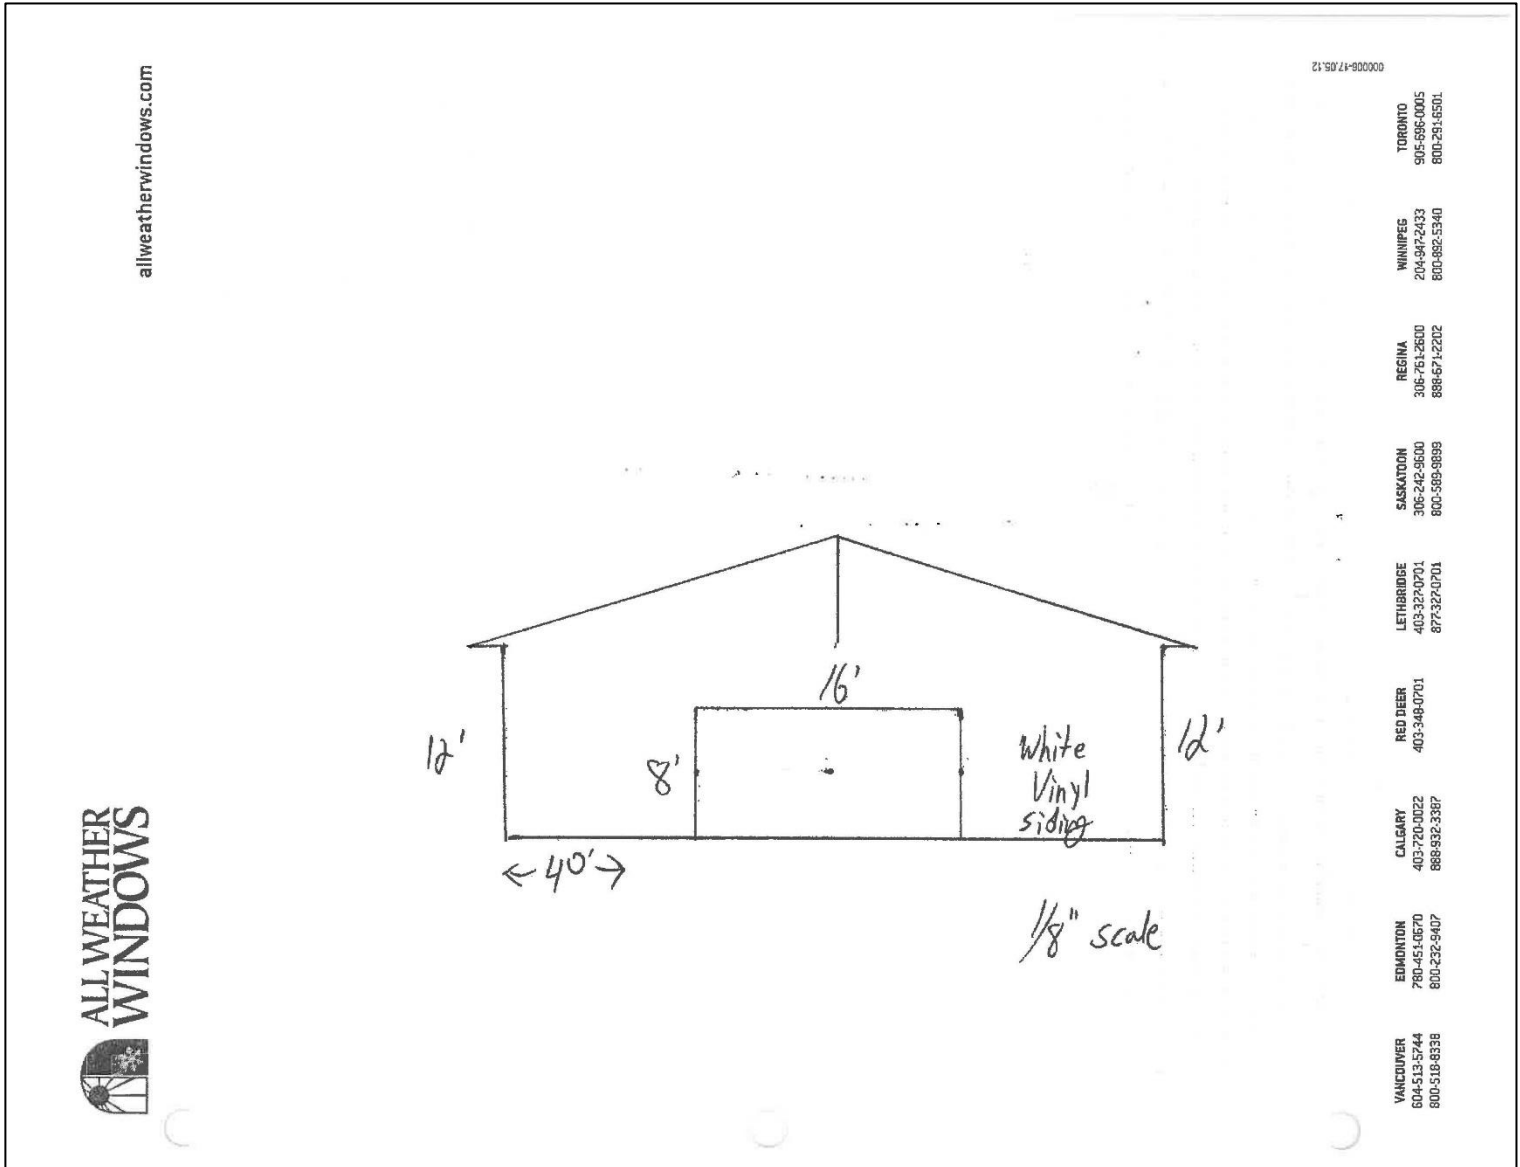 allweatherwindows.com
ALL WEATHER
WINDOWS
000006-17.05.12
16'
12'
8'
White
Vinyl
siding
12'
← 40' →
1/8" scale
VANCOUVER
604-513-5744
800-518-8338
EDMONTON
780-451-0670
800-232-9407
CALGARY
403-720-0022
888-932-3387
RED DEER
403-348-0701
LETHBRIDGE
403-327-0701
877-327-0701
SASKATOON
306-242-9600
800-589-9899
REGINA
306-761-2600
888-671-2202
WINNIPEG
204-947-2433
800-892-5340
TORONTO
905-696-0005
800-291-6501